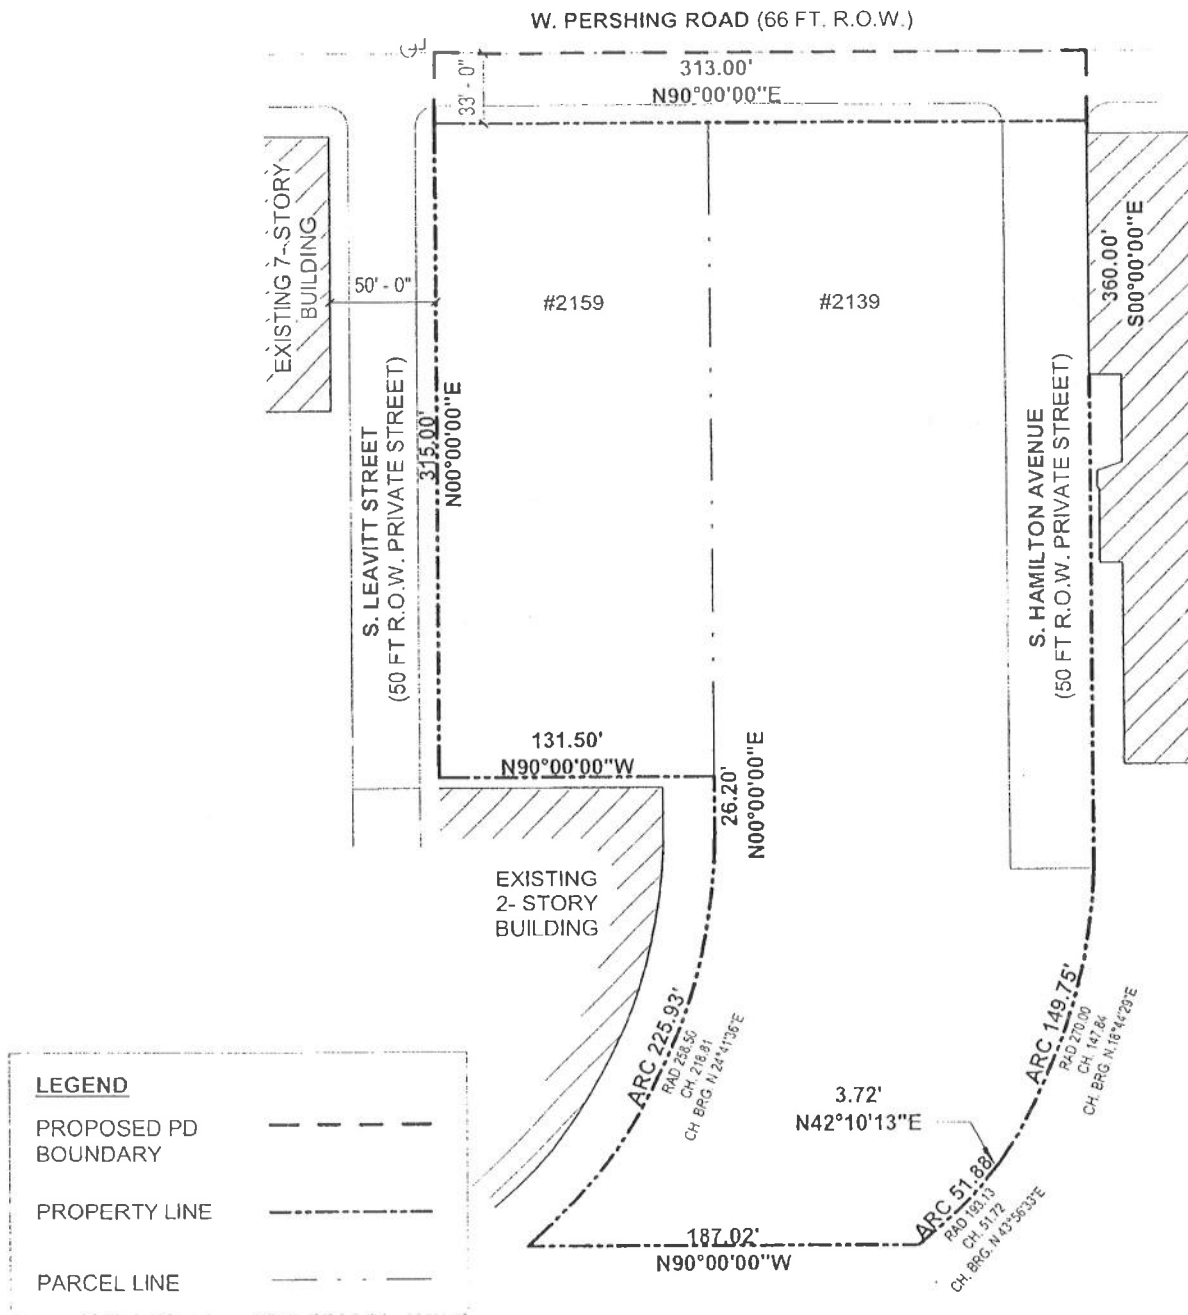 W. PERSHING ROAD (66 FT. R.O.W.)
313.00'
N90°00'00"E
33' - 0"
EXISTING 7-STORY
BUILDING
50' - 0"
#2159
#2139
360.00'
S00°00'00"E
S. LEAVITT STREET
(50 FT R.O.W. PRIVATE STREET)
315.00'
N00°00'00"E
S. HAMILTON AVENUE
(50 FT R.O.W. PRIVATE STREET)
131.50'
N90°00'00"W
26.20'
N00°00'00"E
EXISTING
2- STORY
BUILDING
ARC 225.93'
RAD 258.50
CH. 218.81
CH. BRG. N 24°41'36"E
ARC 149.75'
RAD 270.00
CH. 147.84
CH. BRG. N.18°44'29"E
3.72'
N42°10'13"E
ARC 51.88'
RAD 193.13
CH. 51.72
CH. BRG. N 43°56'33"E
187.02'
N90°00'00"W
LEGEND
PROPOSED PD
BOUNDARY
PROPERTY LINE
PARCEL LINE